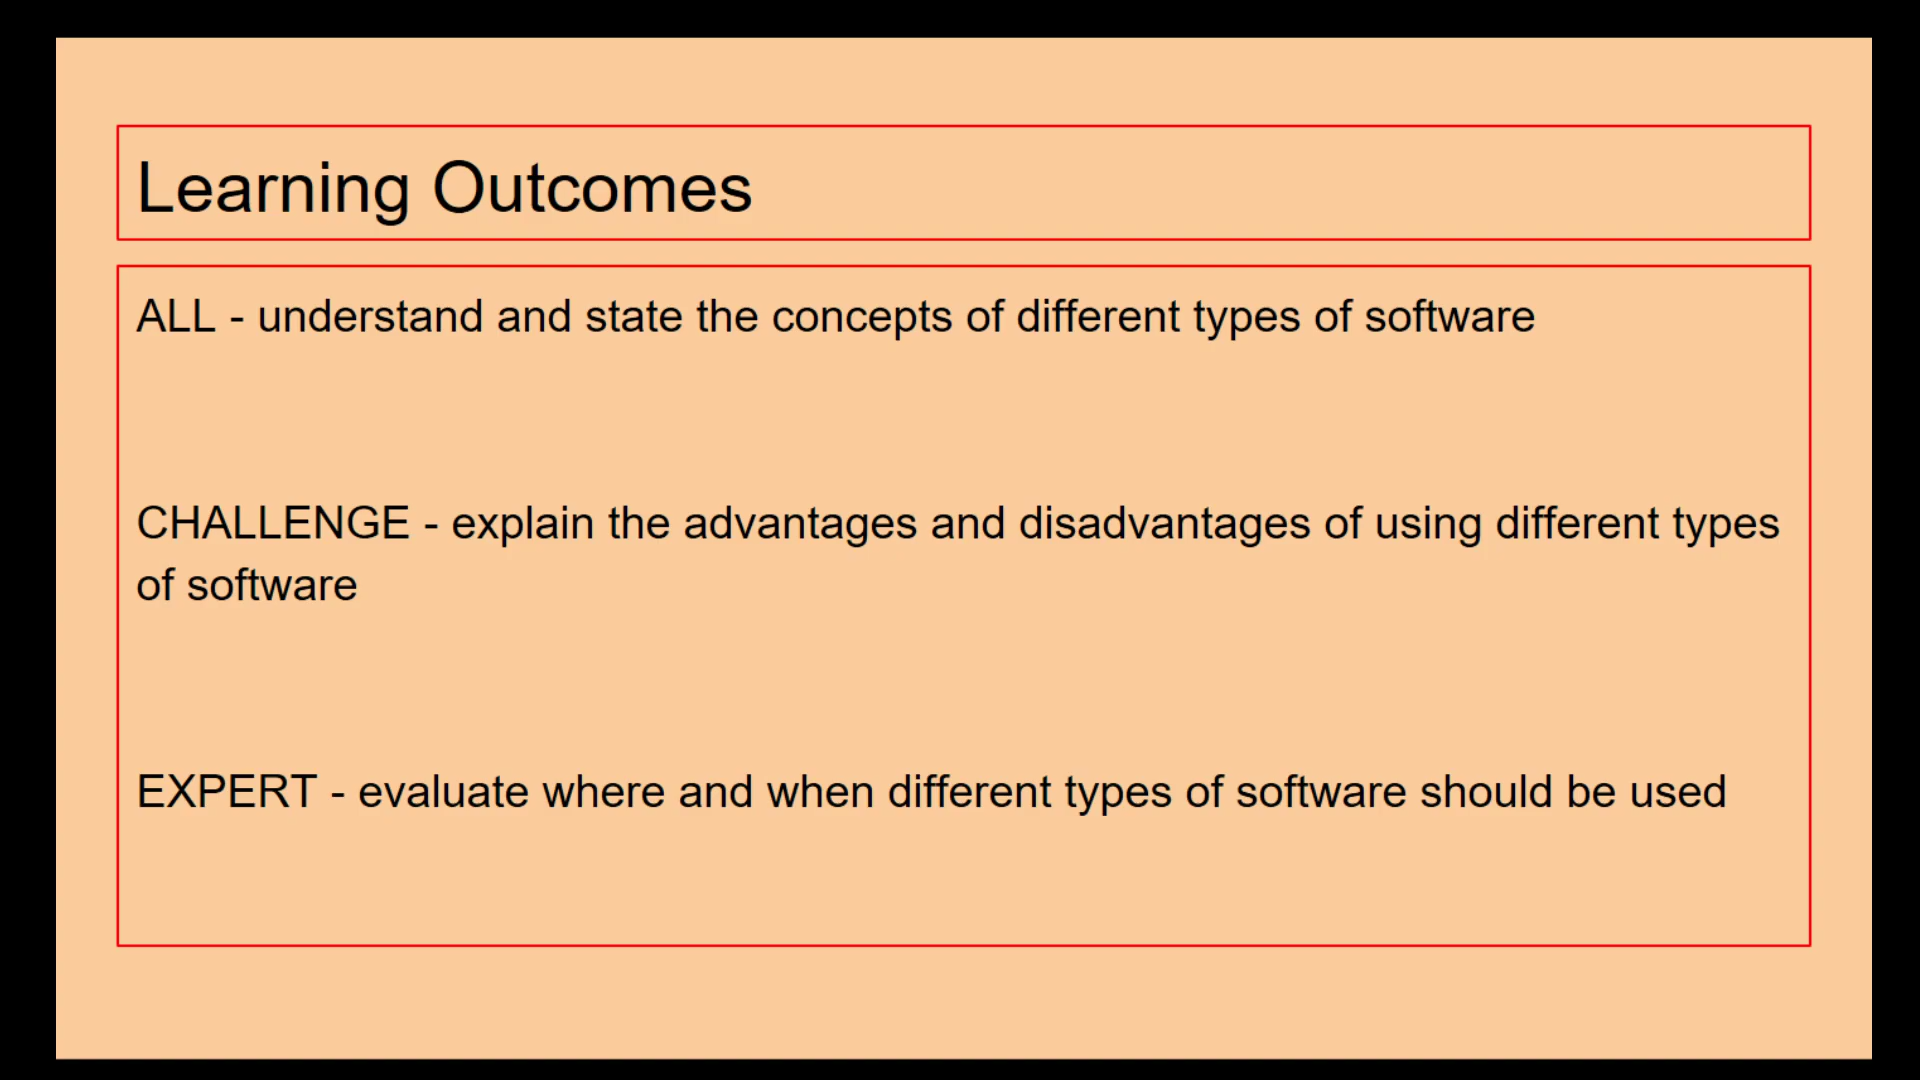 Learning Outcomes
ALL - understand and state the concepts of different types of software
CHALLENGE - explain the advantages and disadvantages of using different types
of software
EXPERT - evaluate where and when different types of software should be used